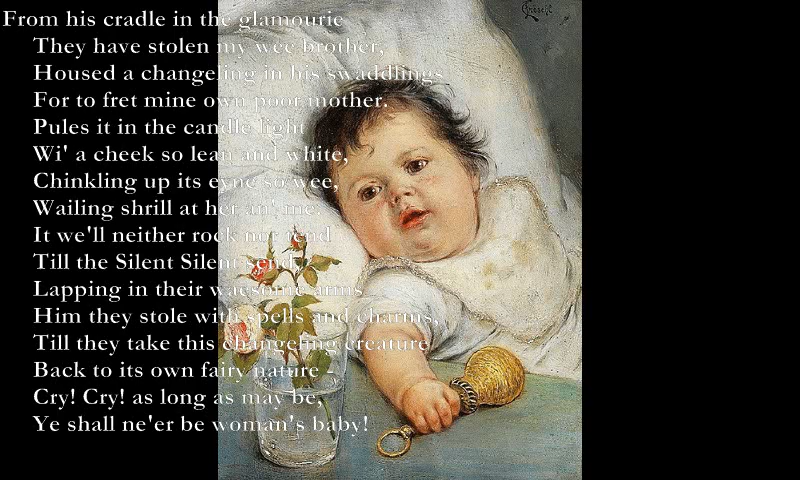 From his cradle in the glamourie
They have stolen my wee brother,
Housed a changeling in his swaddlings
For to fret mine own poor mother.
Pules it in the candle light
Wi' a cheek so lean and white,
Chinkling up its eyne so wee,
Wailing shrill at her an' me.
It we'll neither rock nor tend
Till the Silent Silent send,
Lapping in their waesome arms
Him they stole with spells and charms,
Till they take this changeling creature
Back to its own fairy nature -
Cry! Cry! as long as may be,
Ye shall ne'er be woman's baby!